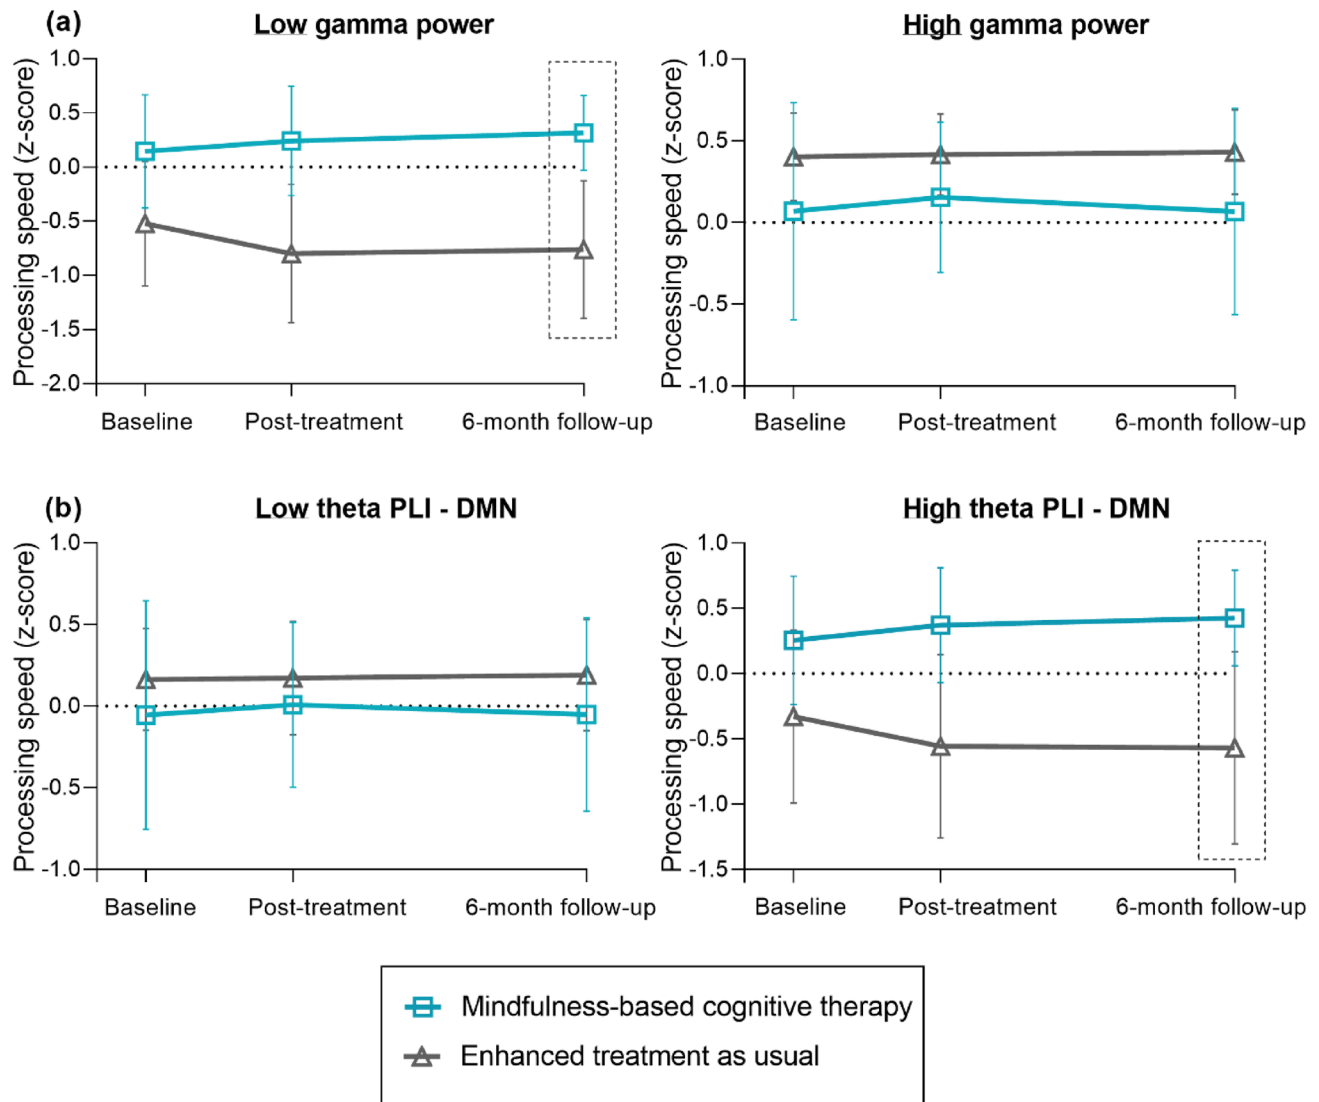 (a)
Low gamma power
Processing speed (z-score)
1.0
0.5
0.0
-0.5
-1.0
-1.5
-2.0
Baseline Post-treatment 6-month follow-up
High gamma power
Processing speed (z-score)
1.0
0.5
0.0
-0.5
-1.0
Baseline Post-treatment 6-month follow-up
(b)
Low theta PLI - DMN
Processing speed (z-score)
1.0
0.5
0.0
-0.5
-1.0
Baseline Post-treatment 6-month follow-up
High theta PLI - DMN
Processing speed (z-score)
1.0
0.5
0.0
-0.5
-1.0
-1.5
Baseline Post-treatment 6-month follow-up
Mindfulness-based cognitive therapy
Enhanced treatment as usual